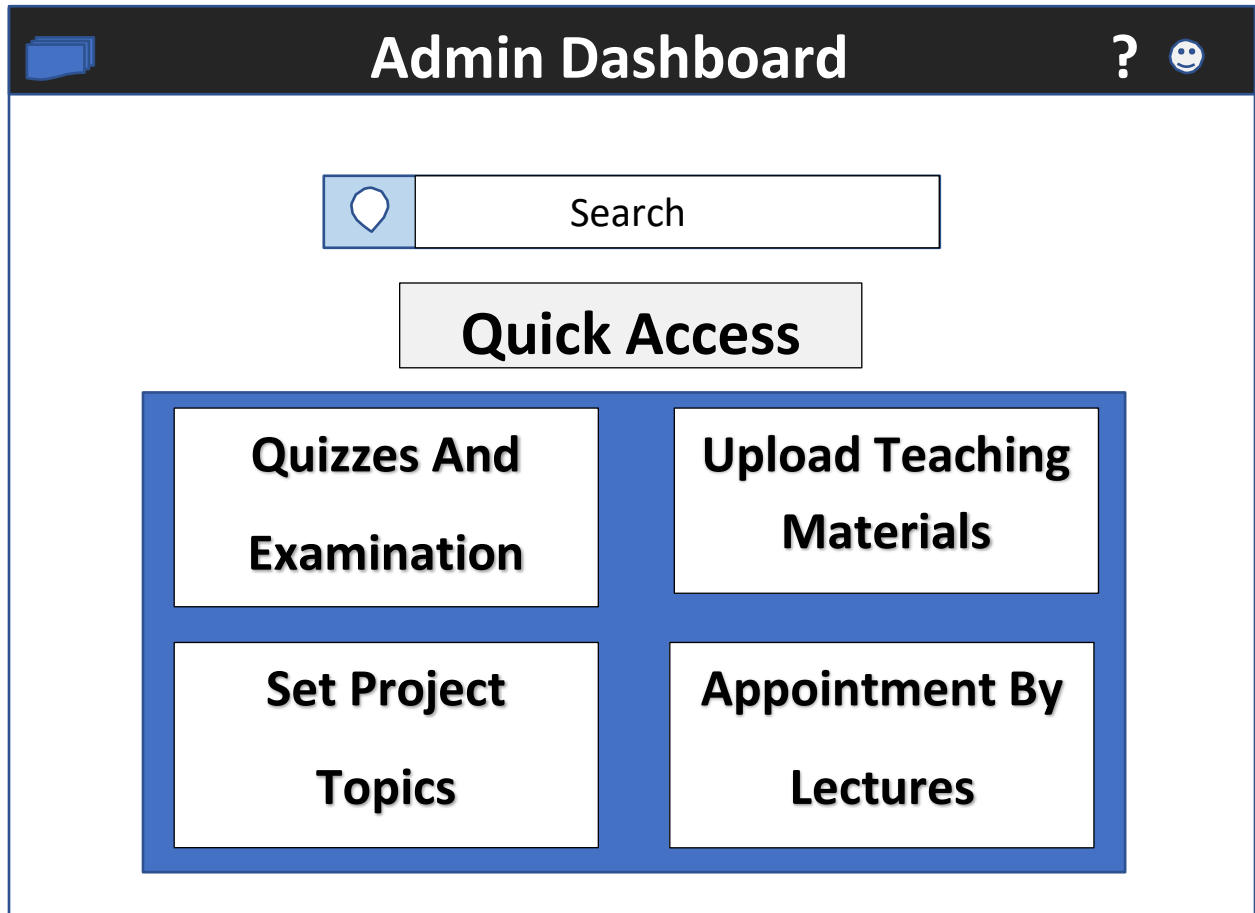 Admin Dashboard ?
Search
Quick Access
Quizzes And
Examination
Upload Teaching
Materials
Set Project
Topics
Appointment By
Lectures